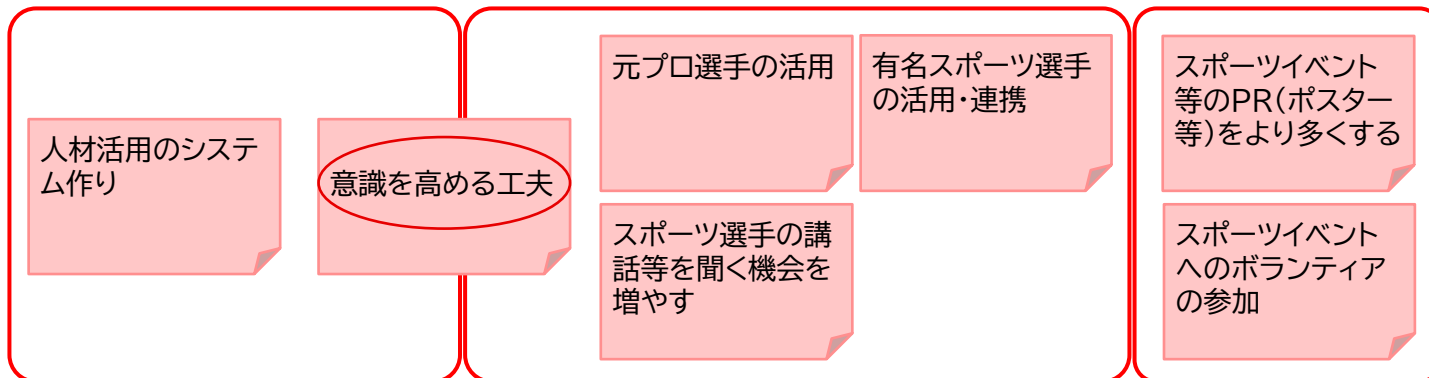 人材活用のシステ
ム作り
意識を高める工夫
元プロ選手の活用
有名スポーツ選手
の活用・連携
スポーツ選手の講
話等を聞く機会を
増やす
スポーツイベント
等のPR(ポスター
等)をより多くする
スポーツイベント
へのボランティア
の参加